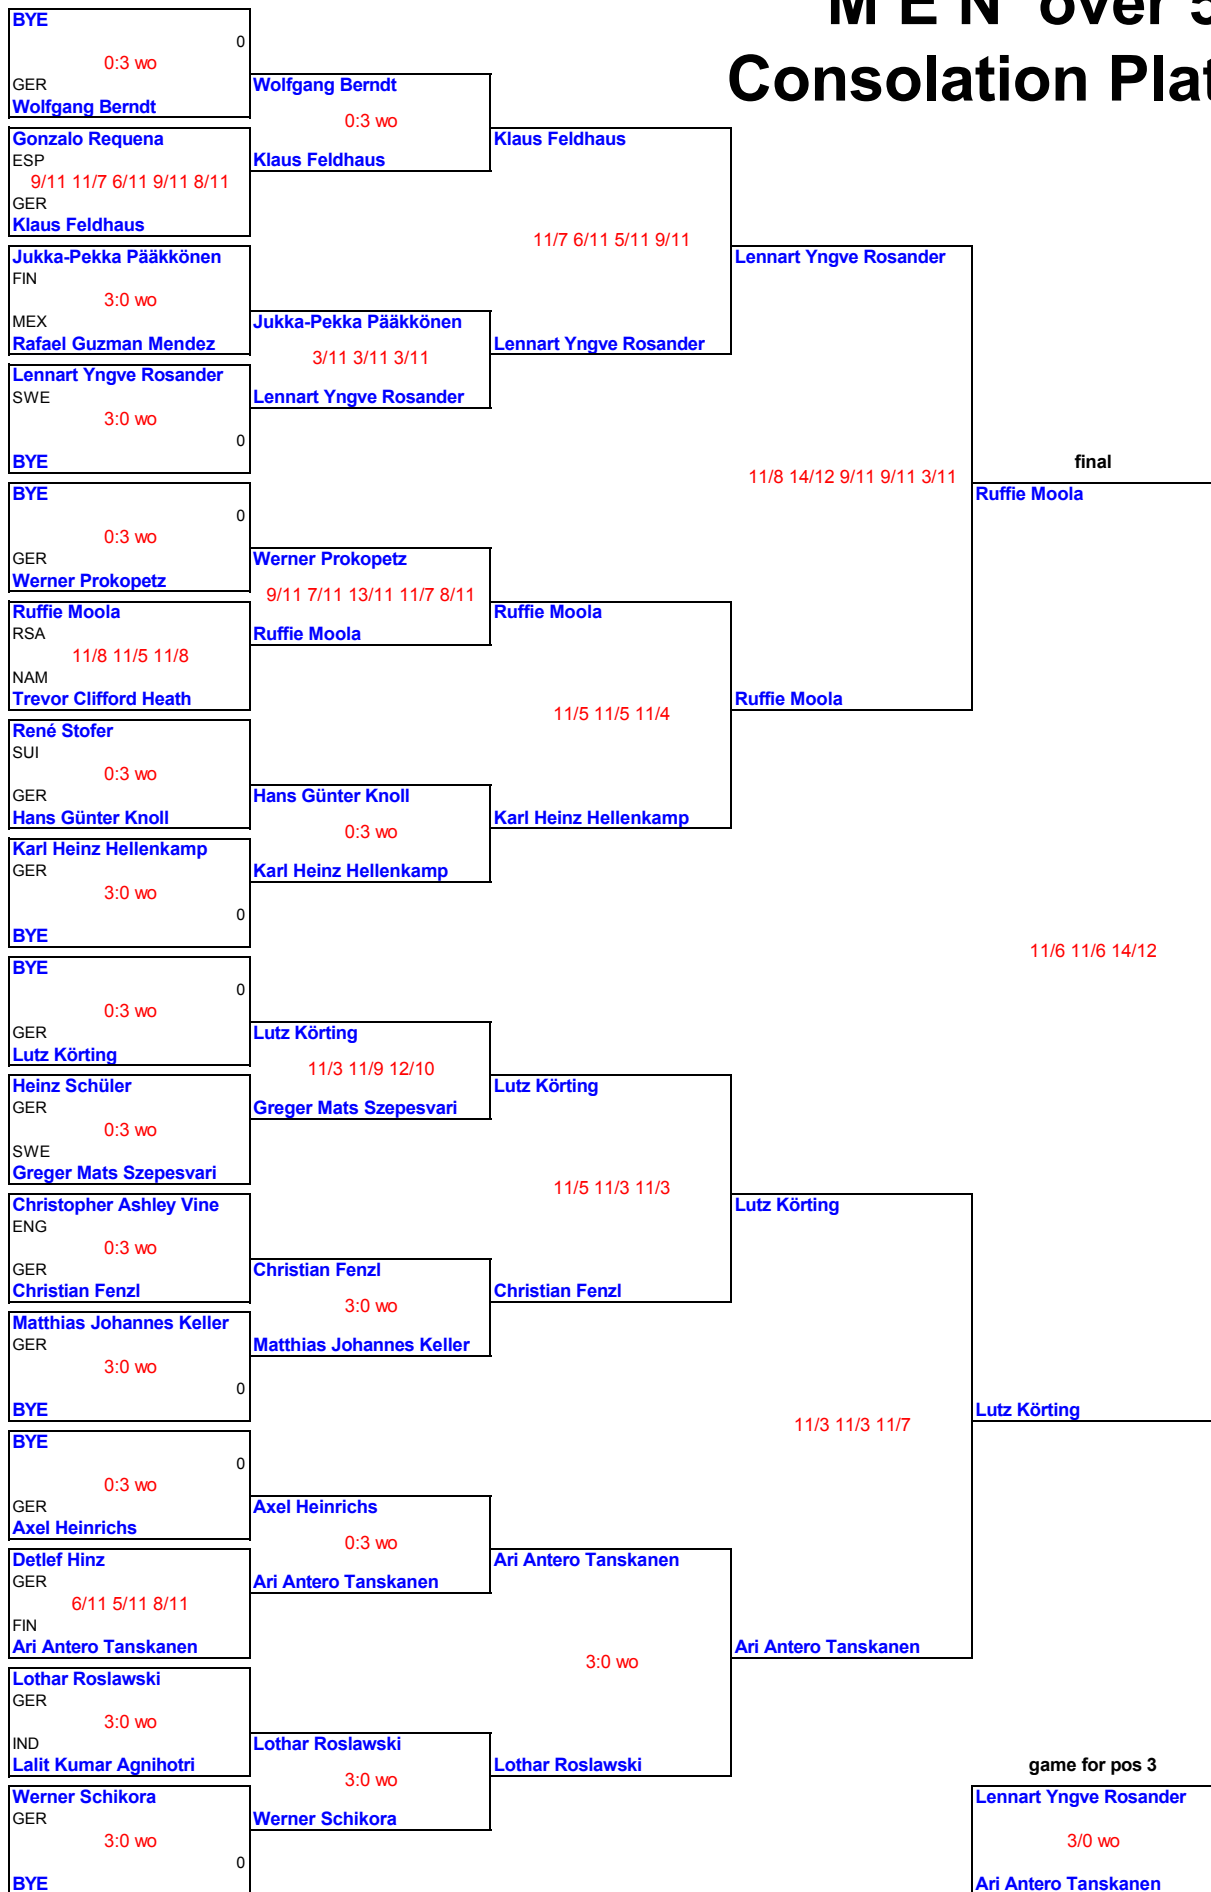 M E N over 5
Consolation Plat
BYE
0
0:3 wo
GER
Wolfgang Berndt
Gonzalo Requena
ESP
9/11 11/7 6/11 9/11 8/11
GER
Klaus Feldhaus
Jukka-Pekka Pääkkönen
FIN
3:0 wo
MEX
Rafael Guzman Mendez
Lennart Yngve Rosander
SWE
3:0 wo
0
BYE
BYE
0
0:3 wo
GER
Werner Prokopetz
Ruffie Moola
RSA
11/8 11/5 11/8
NAM
Trevor Clifford Heath
René Stofer
SUI
0:3 wo
GER
Hans Günter Knoll
Karl Heinz Hellenkamp
GER
3:0 wo
0
BYE
BYE
0
0:3 wo
GER
Lutz Körting
Heinz Schüler
GER
0:3 wo
SWE
Greger Mats Szepesvari
Christopher Ashley Vine
ENG
0:3 wo
GER
Christian Fenzl
Matthias Johannes Keller
GER
3:0 wo
0
BYE
BYE
0
0:3 wo
GER
Axel Heinrichs
Detlef Hinz
GER
6/11 5/11 8/11
FIN
Ari Antero Tanskanen
Lothar Roslawski
GER
3:0 wo
IND
Lalit Kumar Agnihotri
Werner Schikora
GER
3:0 wo
0
BYE
Wolfgang Berndt
0:3 wo
Klaus Feldhaus
Jukka-Pekka Pääkkönen
3/11 3/11 3/11
Lennart Yngve Rosander
Werner Prokopetz
9/11 7/11 13/11 11/7 8/11
Ruffie Moola
Hans Günter Knoll
0:3 wo
Karl Heinz Hellenkamp
Lutz Körting
11/3 11/9 12/10
Greger Mats Szepesvari
Christian Fenzl
3:0 wo
Matthias Johannes Keller
Axel Heinrichs
0:3 wo
Ari Antero Tanskanen
Lothar Roslawski
3:0 wo
Werner Schikora
Klaus Feldhaus
11/7 6/11 5/11 9/11
Lennart Yngve Rosander
Ruffie Moola
11/5 11/5 11/4
Karl Heinz Hellenkamp
Lutz Körting
11/5 11/3 11/3
Christian Fenzl
Ari Antero Tanskanen
3:0 wo
Lothar Roslawski
Lennart Yngve Rosander
11/8 14/12 9/11 9/11 3/11
Ruffie Moola
Lutz Körting
11/3 11/3 11/7
Ari Antero Tanskanen
final
Ruffie Moola
11/6 11/6 14/12
Lutz Körting
game for pos 3
Lennart Yngve Rosander
3/0 wo
Ari Antero Tanskanen